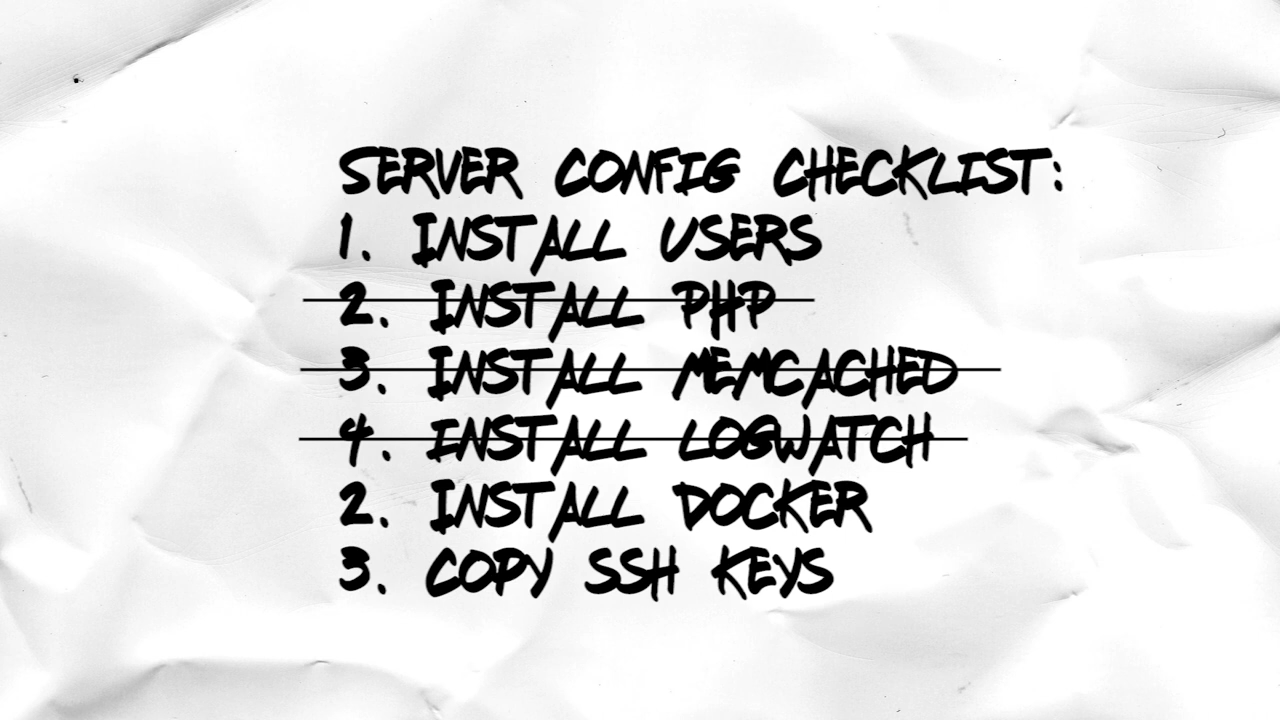 SERVER CONFIG CHECKLIST:
1. INSTALL USERS
2. INSTALL PHP
3. INSTALL MEMCACHED
4. INSTALL LOGWATCH
2. INSTALL DOCKER
3. COPY SSH KEYS